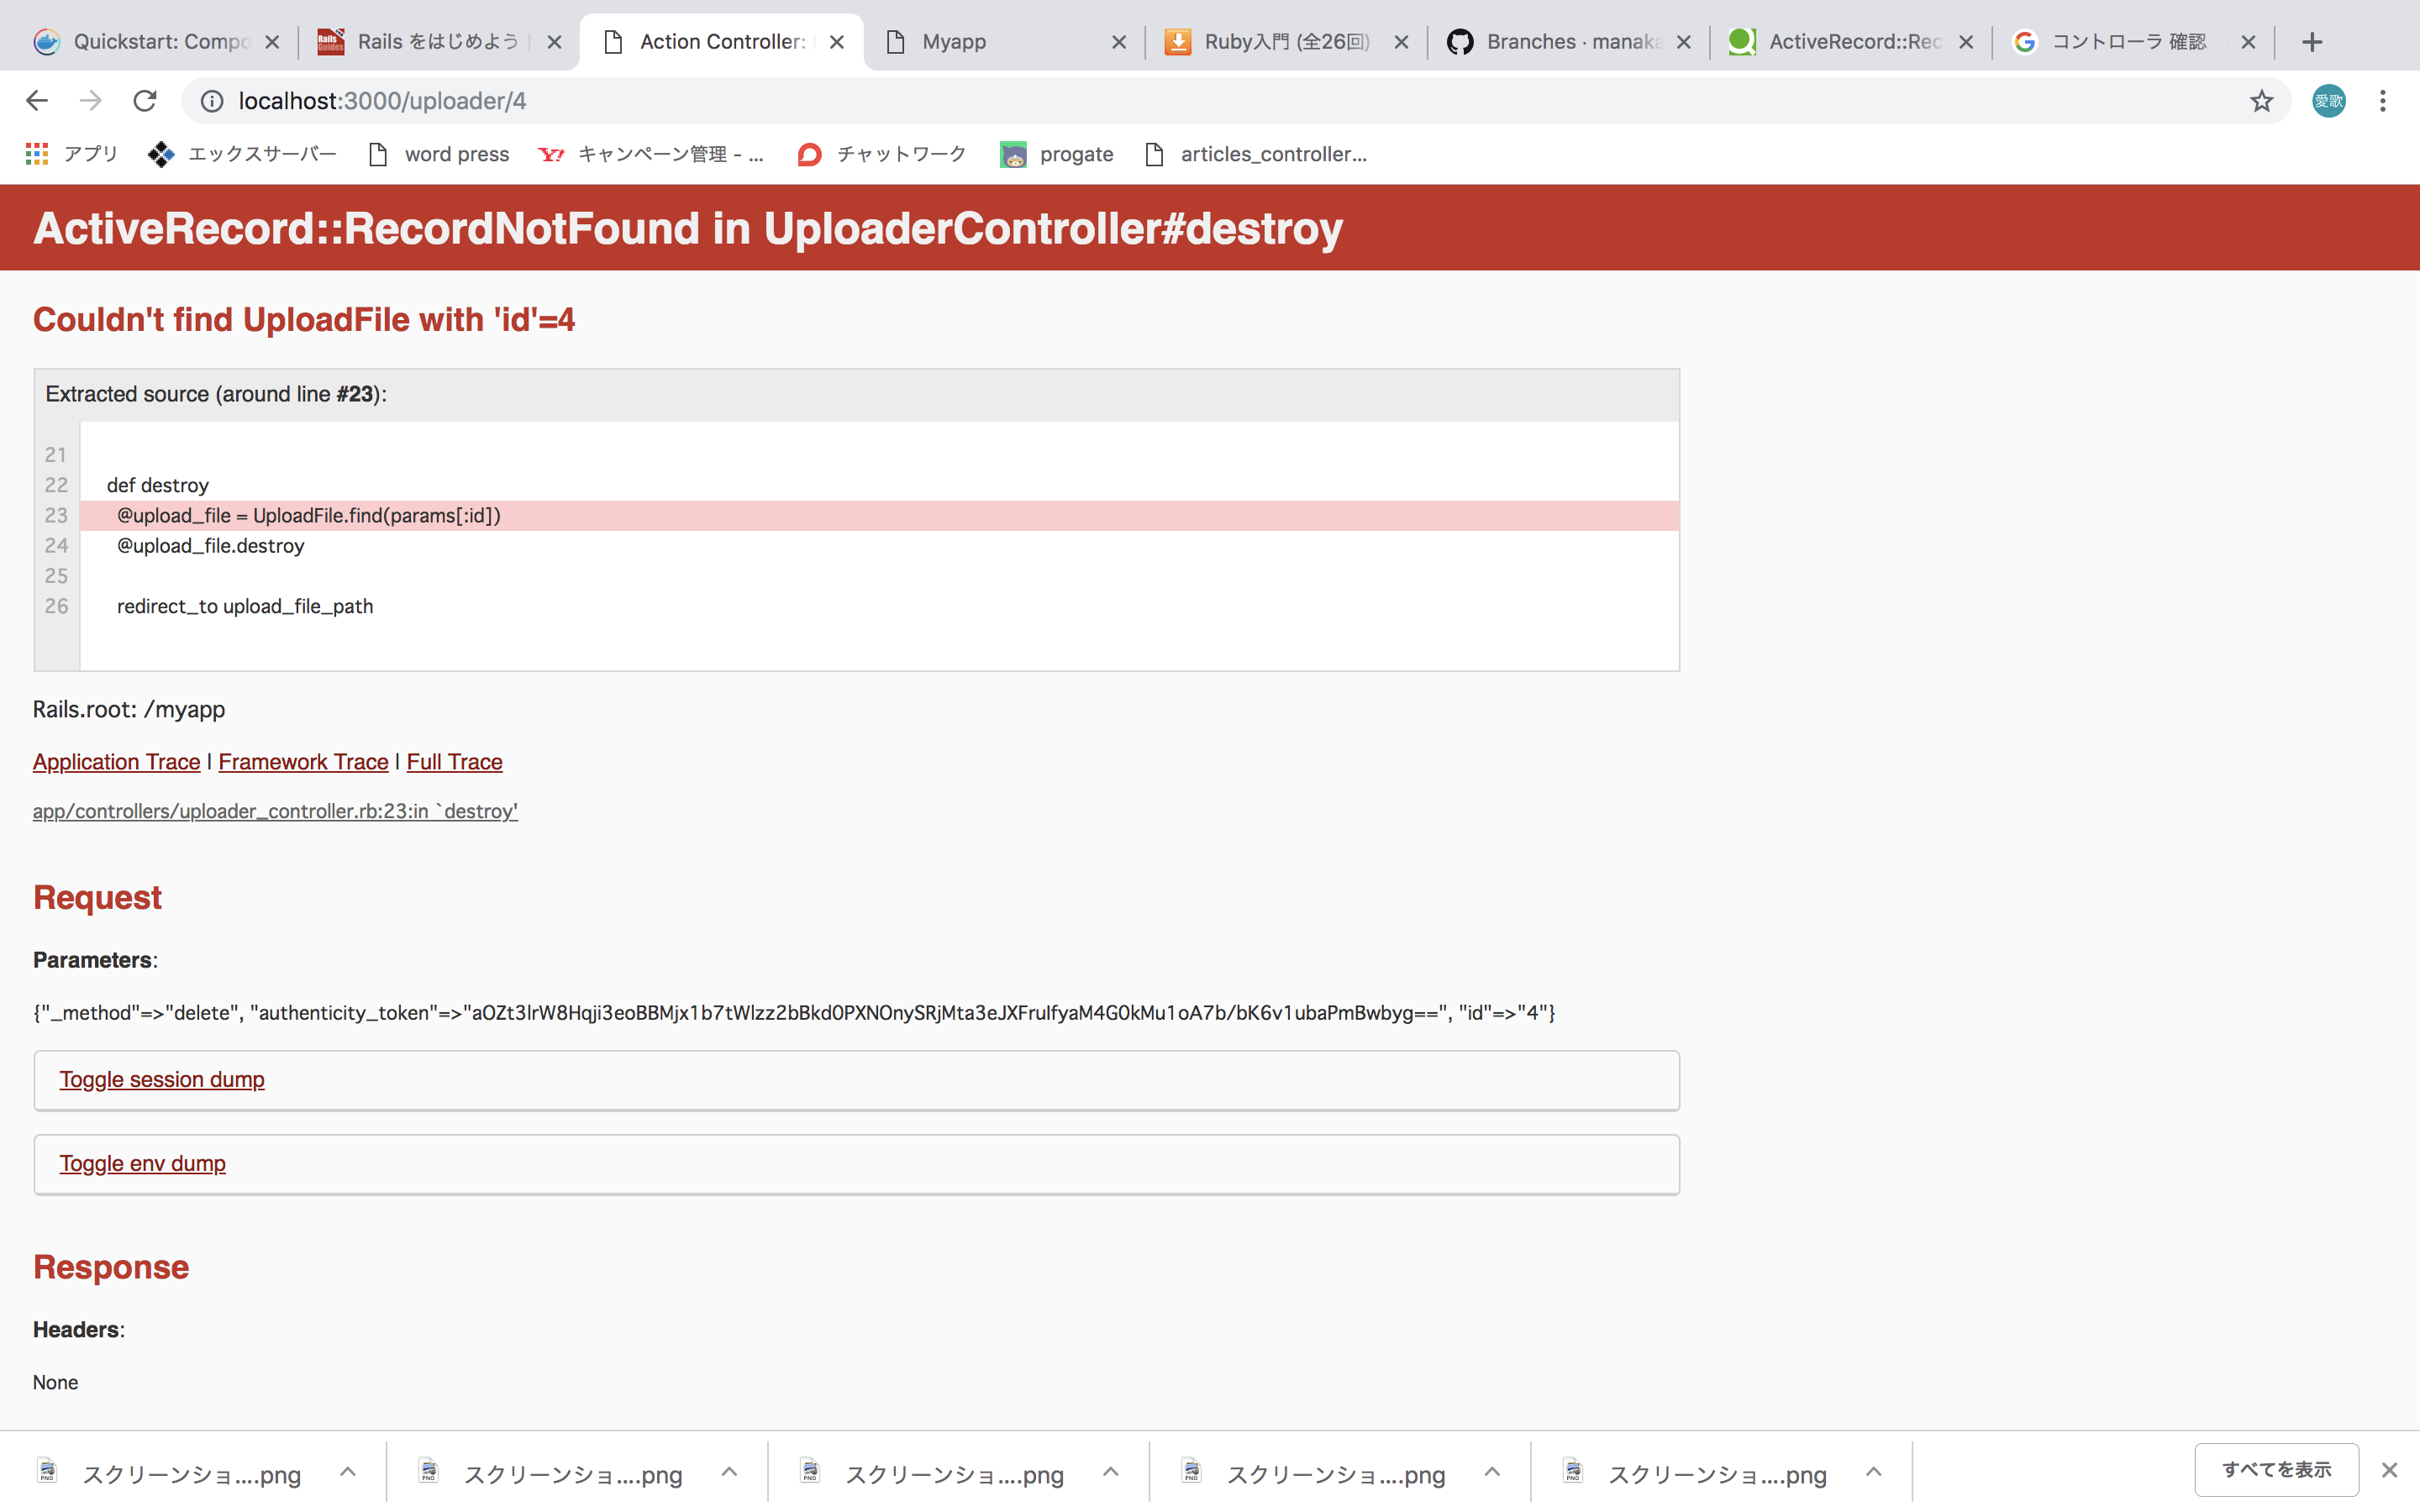 Quickstart: Compo
Rails をはじめよう
Action Controller:
Myapp
Ruby入門 (全26回)
Branches · manaka
ActiveRecord::Rec
コントローラ 確認
localhost:3000/uploader/4
愛歌
アプリ
エックスサーバー
word press
キャンペーン管理 - ...
チャットワーク
progate
articles_controller...
ActiveRecord::RecordNotFound in UploaderController#destroy
Couldn't find UploadFile with 'id'=4
Extracted source (around line #23):
21
22 def destroy
23 @upload_file = UploadFile.find(params[:id])
24 @upload_file.destroy
25
26 redirect_to upload_file_path
Rails.root: /myapp
Application Trace | Framework Trace | Full Trace
app/controllers/uploader_controller.rb:23:in `destroy'
Request
Parameters:
{"_method"=>"delete", "authenticity_token"=>"aOZt3lrW8Hqji3eoBBMjx1b7tWlzz2bBkd0PXNOnySRjMta3eJXFruIfyaM4G0kMu1oA7b/bK6v1ubaPmBwbyg==", "id"=>"4"}
Toggle session dump
Toggle env dump
Response
Headers:
None
スクリーンショ....png
スクリーンショ....png
スクリーンショ....png
スクリーンショ....png
スクリーンショ....png
すべてを表示